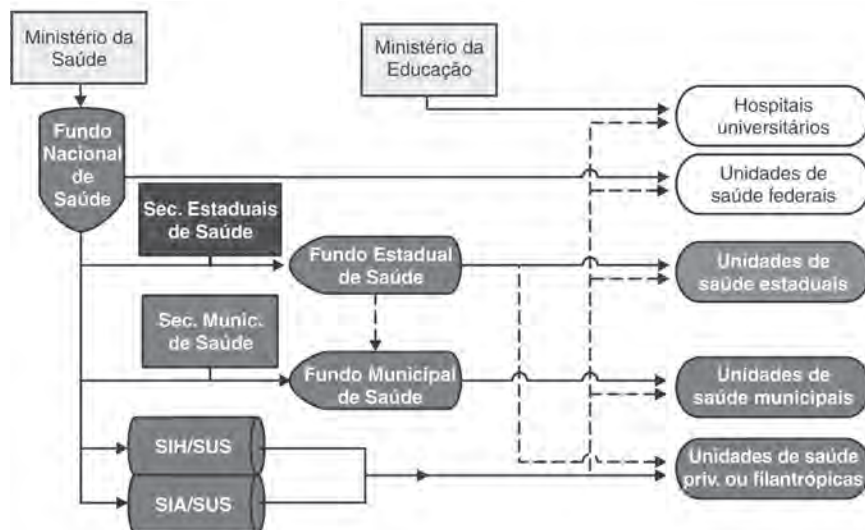 Ministério da
Saúde
Ministério da
Educação
Hospitais
universitários
Fundo
Nacional
de
Saúde
Unidades de
saúde federais
Sec. Estaduais
de Saúde
Fundo Estadual
de Saúde
Unidades de
saúde estaduais
Sec. Munic.
de Saúde
Fundo Municipal
de Saúde
Unidades de
saúde municipais
SIH/SUS
SIA/SUS
Unidades de saúde
priv. ou filantrópicas